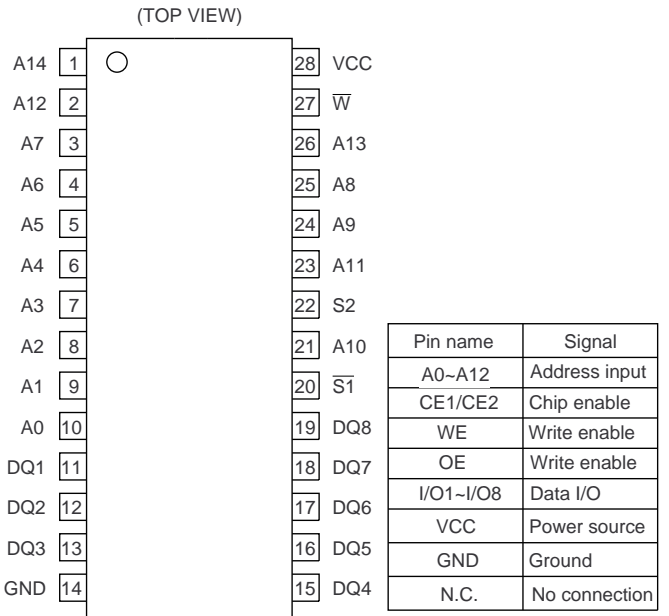 (TOP VIEW)
A14 1 28 VCC
A12 2 27 W̅
A7 3 26 A13
A6 4 25 A8
A5 5 24 A9
A4 6 23 A11
A3 7 22 S2
A2 8 21 A10
A1 9 20 S̅1̅
A0 10 19 DQ8
DQ1 11 18 DQ7
DQ2 12 17 DQ6
DQ3 13 16 DQ5
GND 14 15 DQ4
Pin name Signal
A0~A12 Address input
CE1/CE2 Chip enable
WE Write enable
OE Write enable
I/O1~I/O8 Data I/O
VCC Power source
GND Ground
N.C. No connection